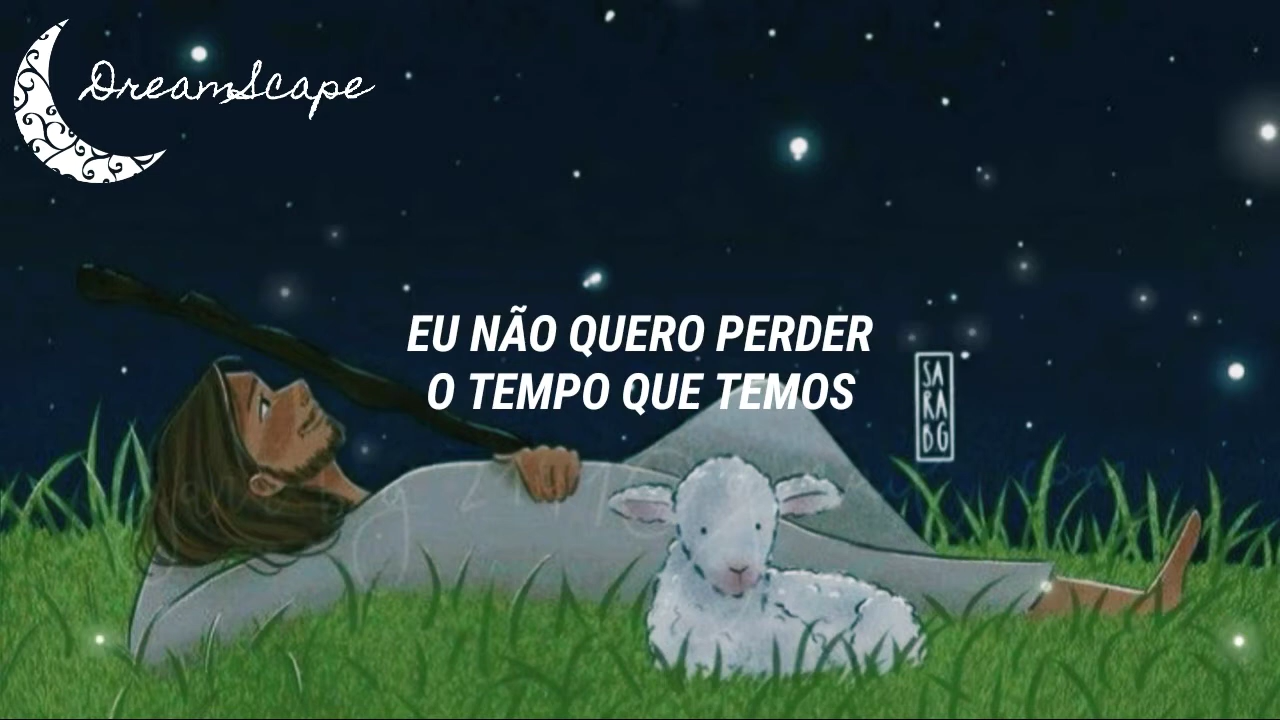 DreamScape
EU NÃO QUERO PERDER
O TEMPO QUE TEMOS
SA
RA
BG